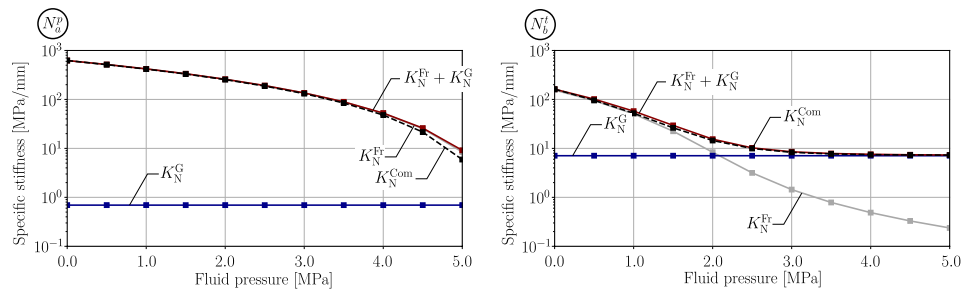 N_a^p
Specific stiffness [MPa/mm]
10^3
10^2
10^1
10^0
10^−1
K_N^Fr + K_N^G
K_N^Fr
K_N^Com
K_N^G
0.0 1.0 2.0 3.0 4.0 5.0
Fluid pressure [MPa]
N_b^t
Specific stiffness [MPa/mm]
10^3
10^2
10^1
10^0
10^−1
K_N^Fr + K_N^G
K_N^G
K_N^Com
K_N^Fr
0.0 1.0 2.0 3.0 4.0 5.0
Fluid pressure [MPa]